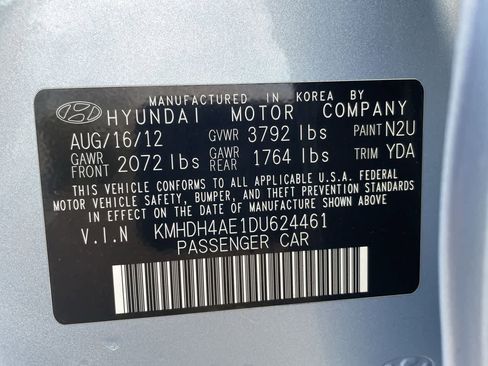 MANUFACTURED IN KOREA BY
HYUNDAI MOTOR COMPANY
AUG/16/12 GVWR 3792 lbs PAINT N2U
GAWR FRONT 2072 lbs GAWR REAR 1764 lbs TRIM YDA
THIS VEHICLE CONFORMS TO ALL APPLICABLE U.S.A. FEDERAL
MOTOR VEHICLE SAFETY, BUMPER, AND THEFT PREVENTION STANDARDS
IN EFFECT ON THE DATE OF MANUFACTURE SHOWN ABOVE.
V.I.N KMHDH4AE1DU624461
PASSENGER CAR